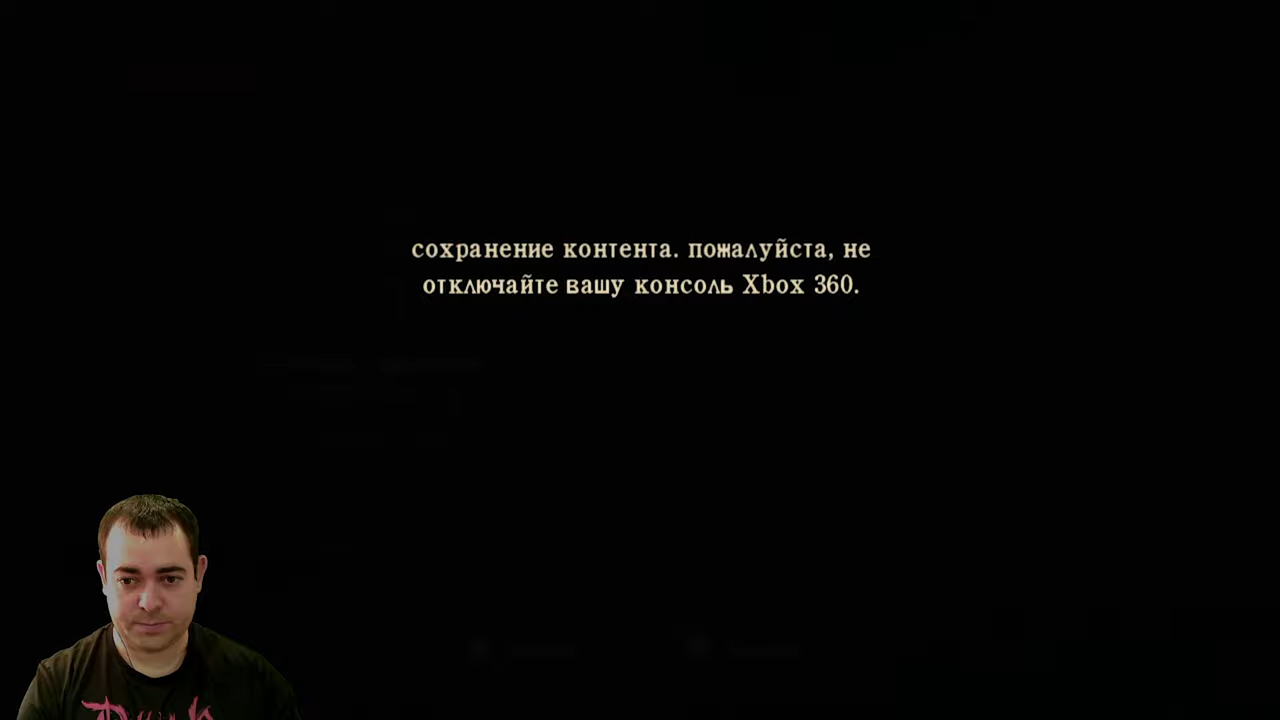 сохранение контента. пожалуйста, не
отключайте вашу консоль Xbox 360.